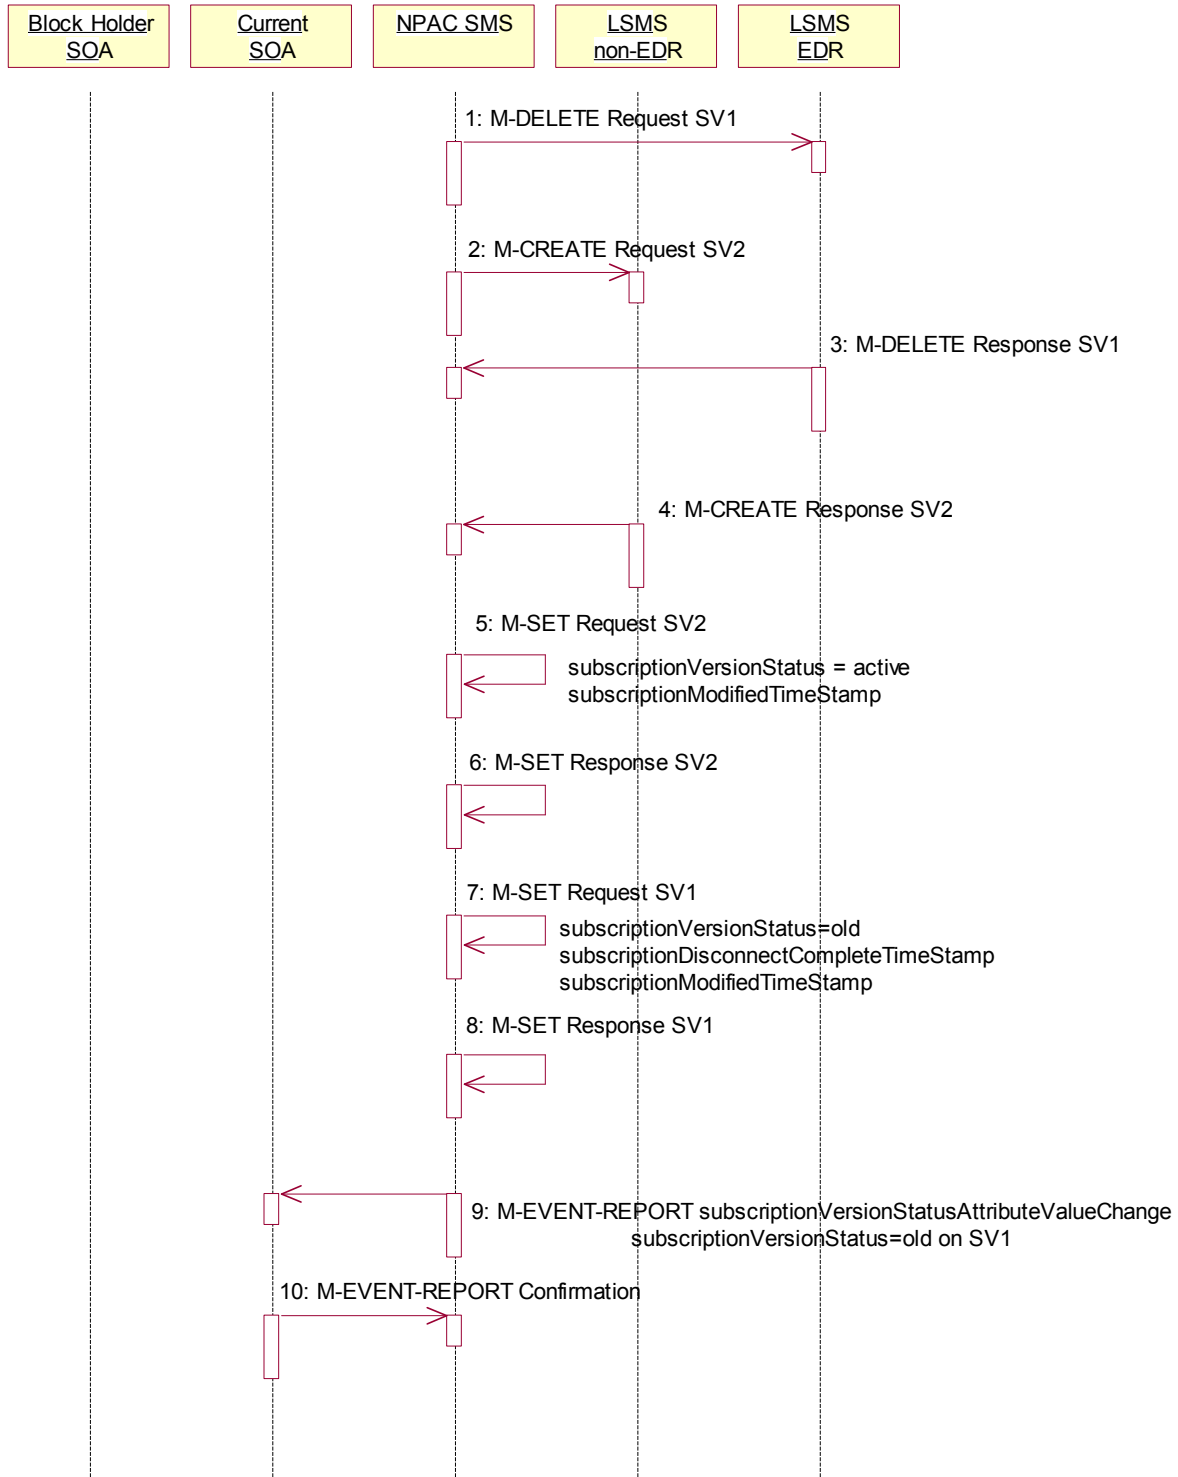 Block Holder
SOA
Current
SOA
NPAC SMS
LSMS
non-EDR
LSMS
EDR
1: M-DELETE Request SV1
2: M-CREATE Request SV2
3: M-DELETE Response SV1
4: M-CREATE Response SV2
5: M-SET Request SV2
subscriptionVersionStatus = active
subscriptionModifiedTimeStamp
6: M-SET Response SV2
7: M-SET Request SV1
subscriptionVersionStatus=old
subscriptionDisconnectCompleteTimeStamp
subscriptionModifiedTimeStamp
8: M-SET Response SV1
9: M-EVENT-REPORT subscriptionVersionStatusAttributeValueChange
subscriptionVersionStatus=old on SV1
10: M-EVENT-REPORT Confirmation